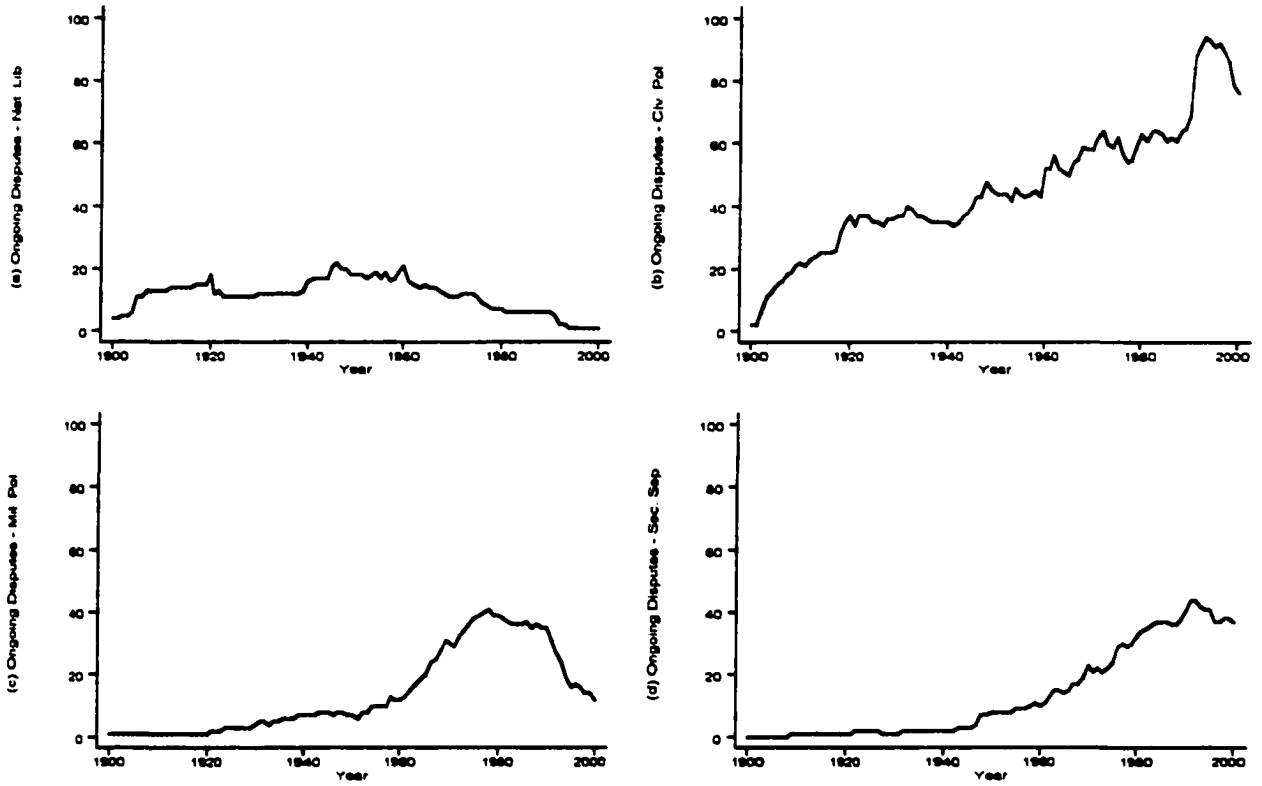 (a) Ongoing Disputes - Nat Lib
100
80
60
40
20
0
1900 1920 1940 1960 1980 2000
Year
(b) Ongoing Disputes - Civ Pol
100
80
60
40
20
0
1900 1920 1940 1960 1980 2000
Year
(c) Ongoing Disputes - Mil Pol
100
80
60
40
20
0
1900 1920 1940 1960 1980 2000
Year
(d) Ongoing Disputes - Sec. Sep
100
80
60
40
20
0
1900 1920 1940 1960 1980 2000
Year